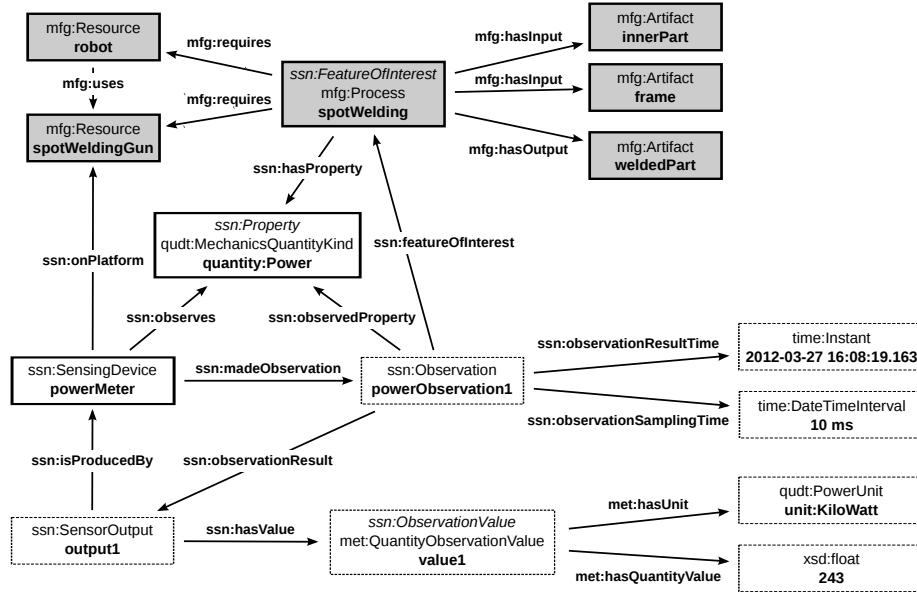 mfg:Resource
robot
mfg:requires
mfg:uses
mfg:requires
mfg:Resource
spotWeldingGun
ssn:FeatureOfInterest
mfg:Process
spotWelding
mfg:hasInput
mfg:Artifact
innerPart
mfg:hasInput
mfg:Artifact
frame
mfg:hasOutput
mfg:Artifact
weldedPart
ssn:hasProperty
ssn:Property
qudt:MechanicsQuantityKind
quantity:Power
ssn:featureOfInterest
ssn:onPlatform
ssn:observes
ssn:observedProperty
ssn:SensingDevice
powerMeter
ssn:madeObservation
ssn:Observation
powerObservation1
ssn:observationResultTime
time:Instant
2012-03-27 16:08:19.163
ssn:observationSamplingTime
time:DateTimeInterval
10 ms
ssn:isProducedBy
ssn:observationResult
ssn:SensorOutput
output1
ssn:hasValue
ssn:ObservationValue
met:QuantityObservationValue
value1
met:hasUnit
qudt:PowerUnit
unit:KiloWatt
met:hasQuantityValue
xsd:float
243